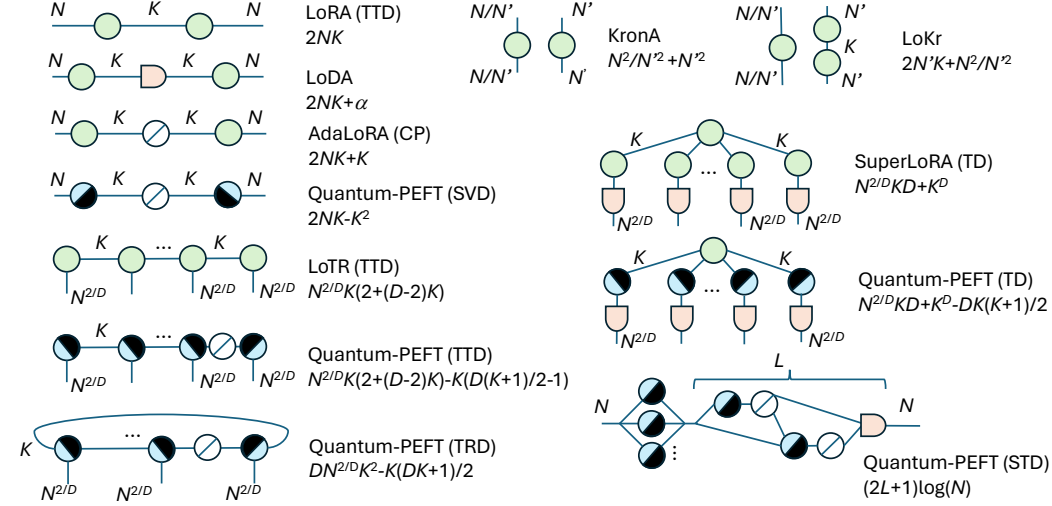 N K N
LoRA (TTD)
2NK
N K K N
LoDA
2NK+α
N K K N
AdaLoRA (CP)
2NK+K
N K K N
Quantum-PEFT (SVD)
2NK-K²
K ... K
N^{2/D} N^{2/D} N^{2/D}
LoTR (TTD)
N^{2/D}K(2+(D-2)K)
K ...
N^{2/D} N^{2/D} N^{2/D}
Quantum-PEFT (TTD)
N^{2/D}K(2+(D-2)K)-K(D(K+1)/2-1)
K ...
N^{2/D} N^{2/D} N^{2/D}
Quantum-PEFT (TRD)
DN^{2/D}K²-K(DK+1)/2
N/N' N'
N/N' N'
KronA
N²/N'²+N'²
N/N' N'
K
N/N' N'
LoKr
2N'K+N²/N'²
K K
...
N^{2/D} N^{2/D} N^{2/D}
SuperLoRA (TD)
N^{2/D}KD+K^D
K K
...
N^{2/D} N^{2/D} N^{2/D}
Quantum-PEFT (TD)
N^{2/D}KD+K^D-DK(K+1)/2
L
N N
⋮
Quantum-PEFT (STD)
(2L+1)log(N)